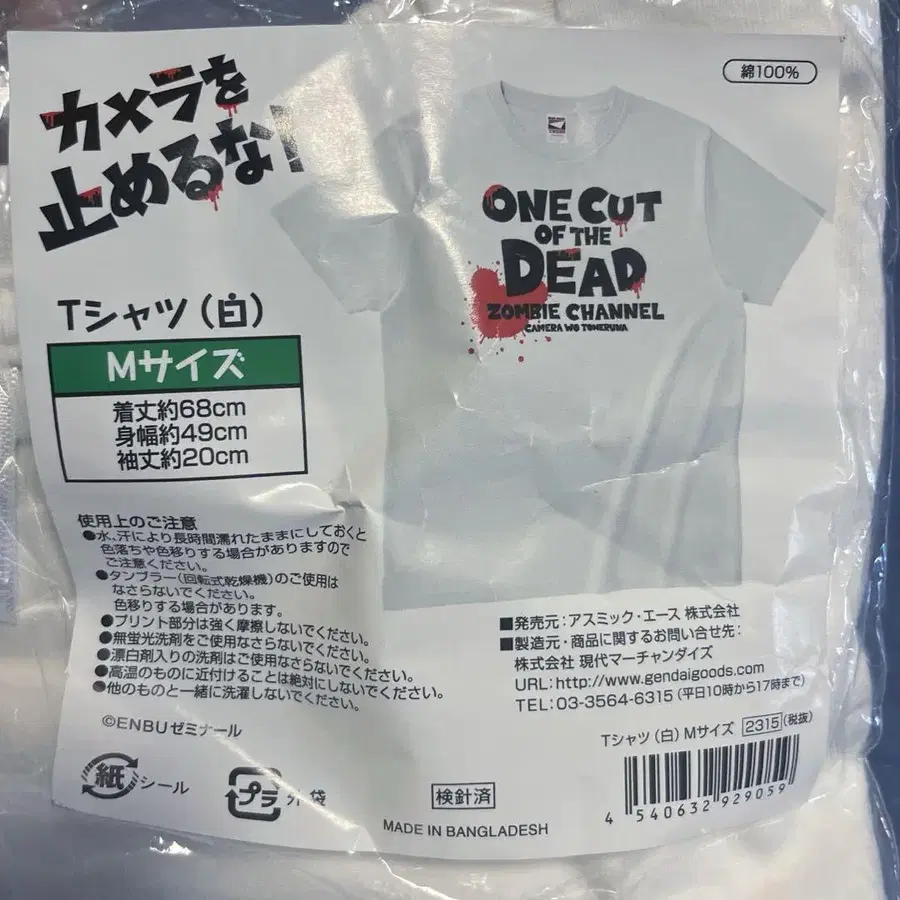 カメラを
止めるな!
綿100%
ONE CUT
OF THE
DEAD
ZOMBIE CHANNEL
CAMERA WO TOMERUNA
Tシャツ(白)
Mサイズ
着丈約68cm
身幅約49cm
袖丈約20cm
使用上のご注意
●水、汗により長時間濡れたままにしておくと
色落ちや色移りする場合がありますので
ご注意ください。
●タンブラー(回転式乾燥機)のご使用は
なさらないでください。
色移りする場合があります。
●プリント部分は強く摩擦しないでください。
●無蛍光洗剤をご使用なさらないでください。
●漂白剤入りの洗剤はご使用なさらないでください。
●高温のものに近付けることは絶対にしないでください。
●他のものと一緒に洗濯しないでください。
©ENBUゼミナール
紙 シール
プラ 外袋
検針済
MADE IN BANGLADESH
■発売元:アスミック・エース 株式会社
■製造元・商品に関するお問い合せ先:
株式会社 現代マーチャンダイズ
URL:http://www.gendaigoods.com
TEL:03-3564-6315(平日10時から17時まで)
Tシャツ(白)Mサイズ 2315(税抜)
4 540632 929059